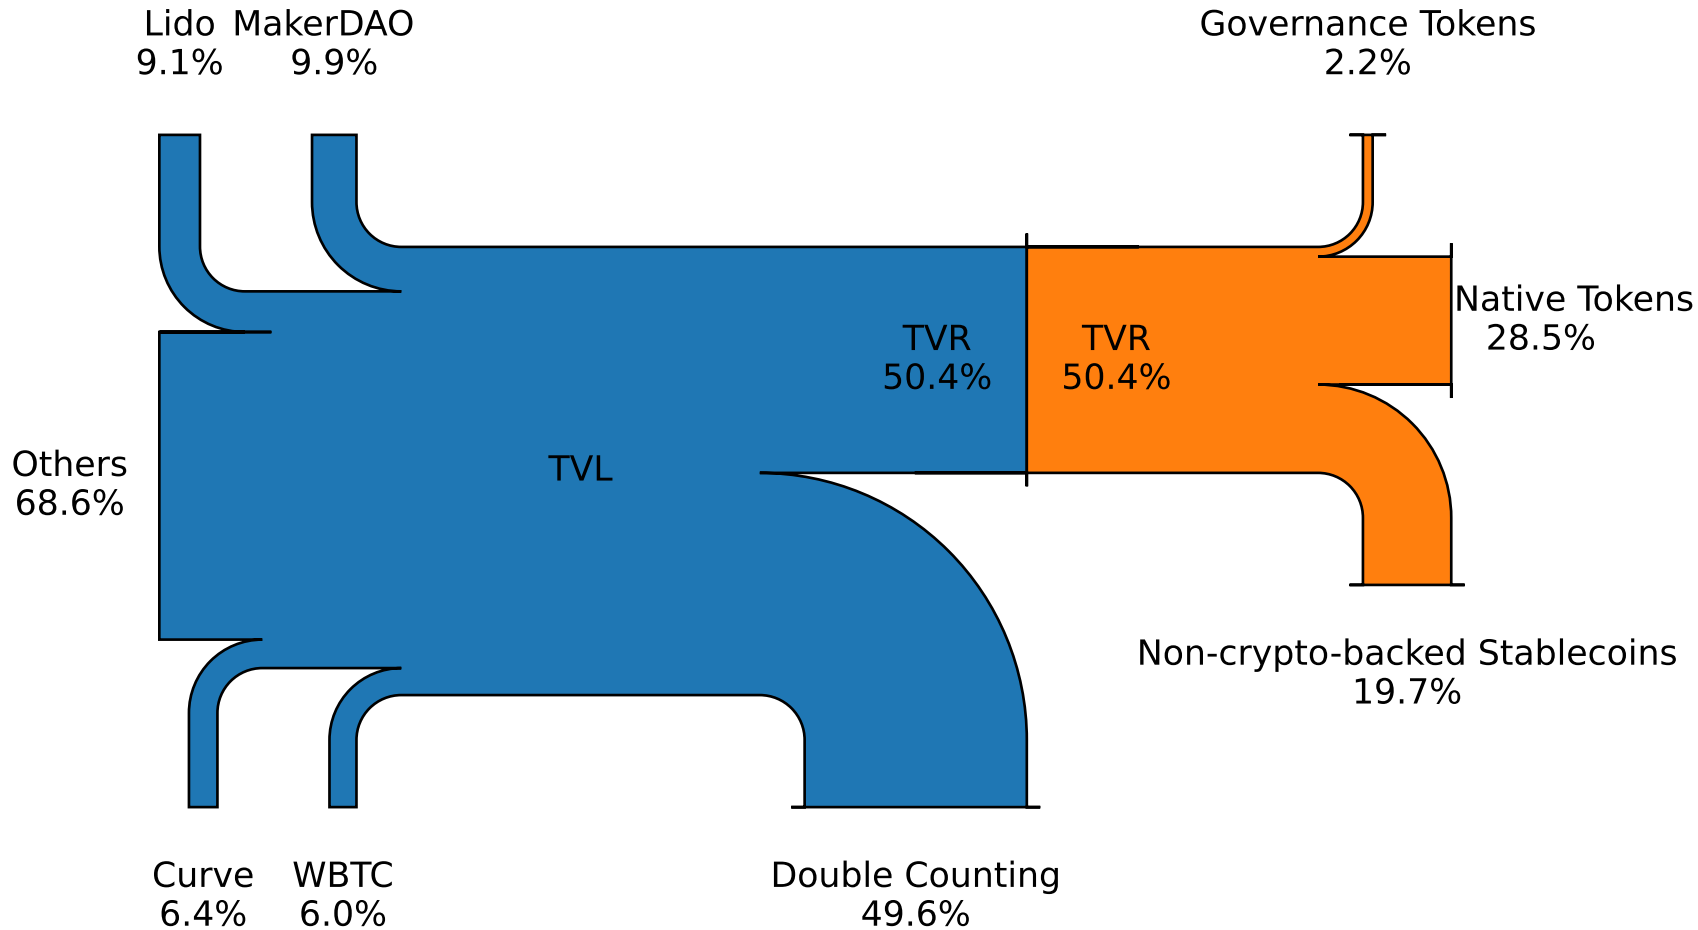 Lido
9.1%
MakerDAO
9.9%
Governance Tokens
2.2%
Native Tokens
28.5%
TVR
50.4%
TVR
50.4%
Others
68.6%
TVL
Non-crypto-backed Stablecoins
19.7%
Curve
6.4%
WBTC
6.0%
Double Counting
49.6%